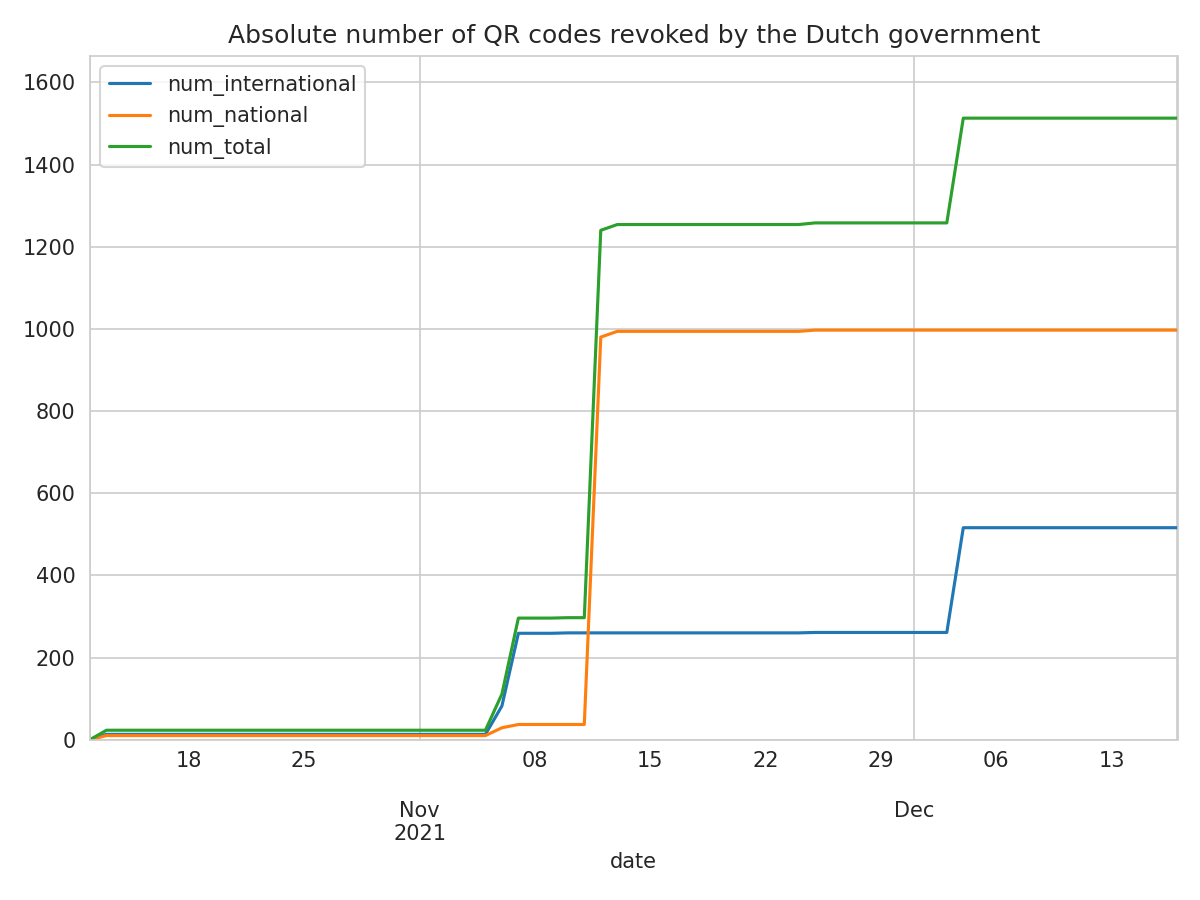 Absolute number of QR codes revoked by the Dutch government
num_international
num_national
num_total
1600
1400
1200
1000
800
600
400
200
0
18 25 08 15 22 29 06 13
Nov Dec
2021
date